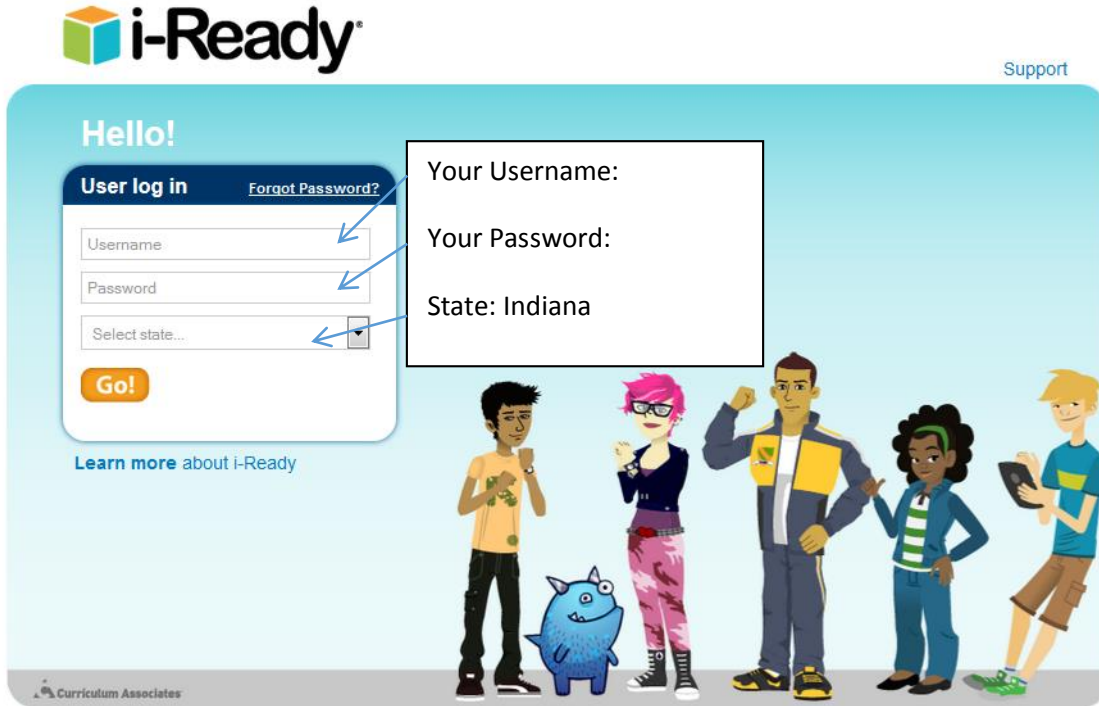 i-Ready®
Support
Hello!
User log in Forgot Password?
Username
Password
Select state...
Go!
Your Username:
Your Password:
State: Indiana
Learn more about i-Ready
Curriculum Associates